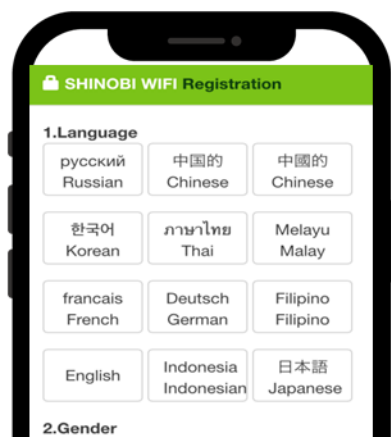 SHINOBI WIFI Registration
1.Language
русский
Russian
中国的
Chinese
中國的
Chinese
한국어
Korean
ภาษาไทย
Thai
Melayu
Malay
francais
French
Deutsch
German
Filipino
Filipino
English
Indonesia
Indonesian
日本語
Japanese
2.Gender